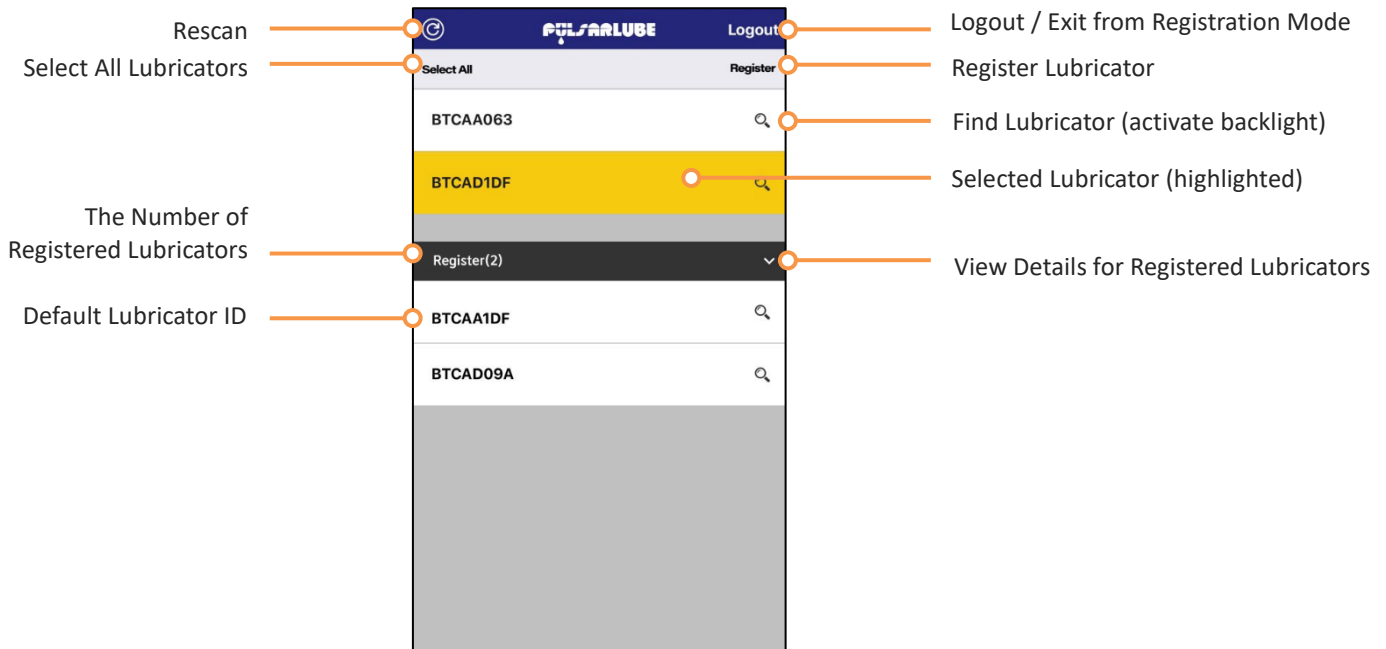 Rescan
PULSARLUBE
Logout
Logout / Exit from Registration Mode
Select All Lubricators
Select All
Register
Register Lubricator
BTCAA063
Find Lubricator (activate backlight)
BTCAD1DF
Selected Lubricator (highlighted)
The Number of
Registered Lubricators
Register(2)
View Details for Registered Lubricators
Default Lubricator ID
BTCAA1DF
BTCAD09A